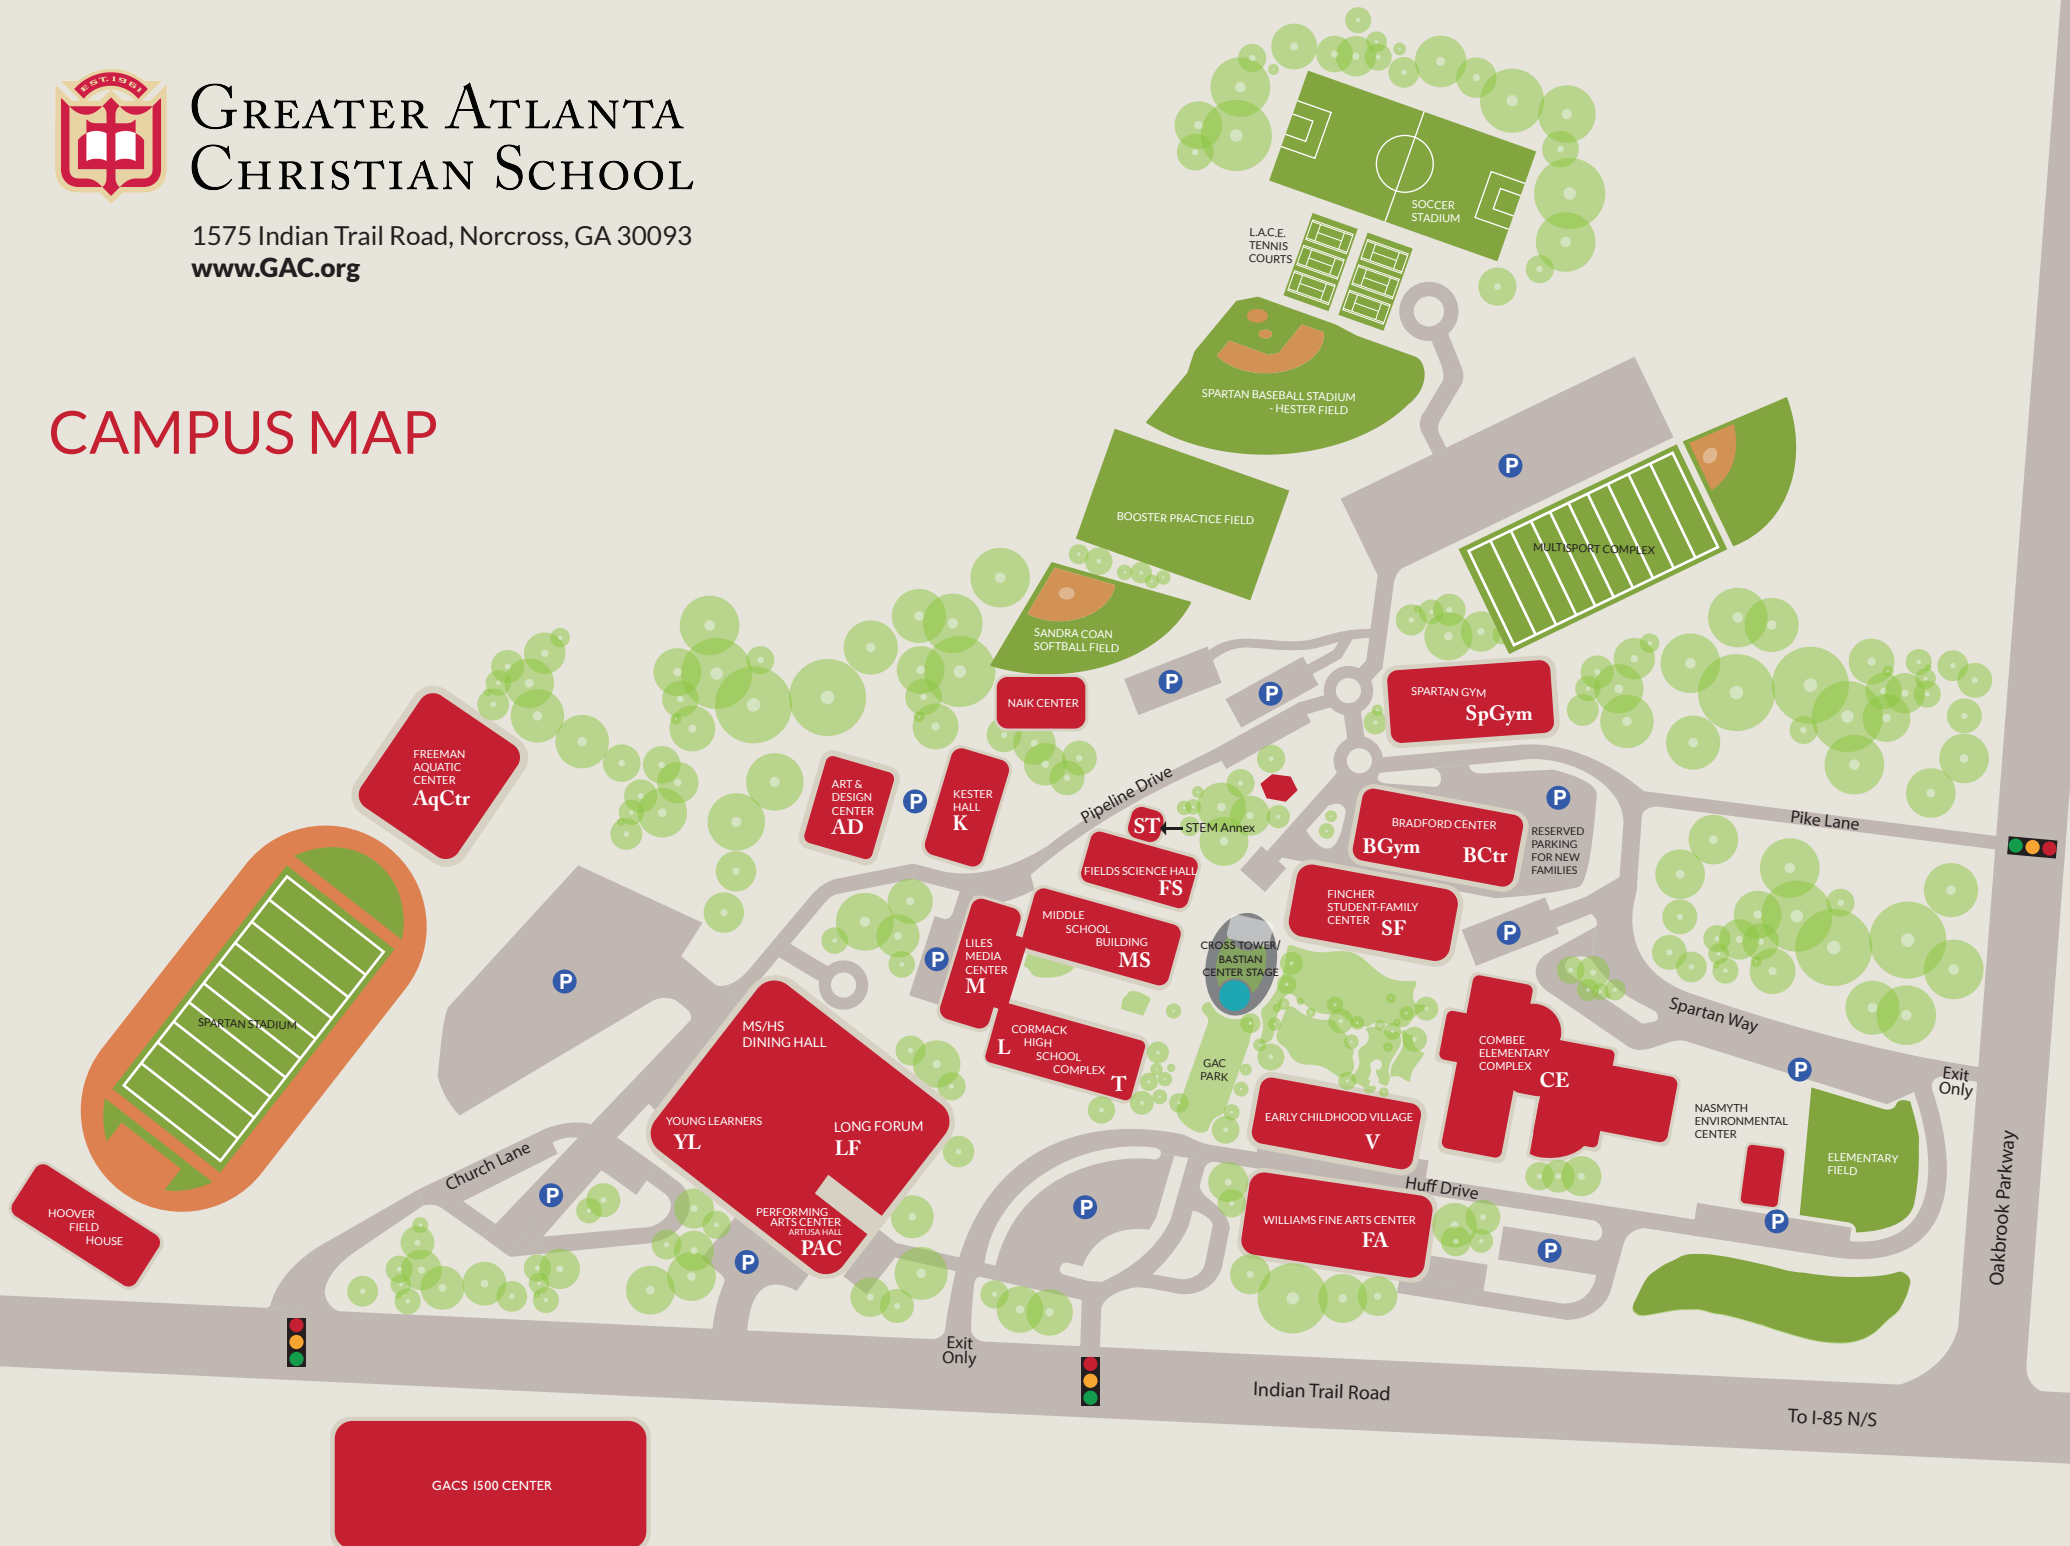 EST. 1961
GREATER ATLANTA
CHRISTIAN SCHOOL
1575 Indian Trail Road, Norcross, GA 30093
www.GAC.org
CAMPUS MAP
SOCCER
STADIUM
L.A.C.E.
TENNIS
COURTS
SPARTAN BASEBALL STADIUM
- HESTER FIELD
P
BOOSTER PRACTICE FIELD
MULTISPORT COMPLEX
SANDRA COAN
SOFTBALL FIELD
NAIK CENTER
P
P
SPARTAN GYM
SpGym
FREEMAN
AQUATIC
CENTER
AqCtr
ART &
DESIGN
CENTER
AD
P
KESTER
HALL
K
Pipeline Drive
ST
STEM Annex
FIELDS SCIENCE HALL
FS
BRADFORD CENTER
BGym
BCtr
P
RESERVED
PARKING
FOR NEW
FAMILIES
Pike Lane
FINCHER
STUDENT-FAMILY
CENTER
SF
P
MIDDLE
SCHOOL
BUILDING
MS
LILES
MEDIA
CENTER
M
P
CROSS TOWER/
BASTIAN
CENTER STAGE
P
SPARTAN STADIUM
MS/HS
DINING HALL
CORMACK
HIGH
SCHOOL
COMPLEX
L
T
GAC
PARK
COMBEE
ELEMENTARY
COMPLEX
CE
Spartan Way
P
Exit
Only
NASMYTH
ENVIRONMENTAL
CENTER
ELEMENTARY
FIELD
P
Oakbrook Parkway
YOUNG LEARNERS
YL
LONG FORUM
LF
EARLY CHILDHOOD VILLAGE
V
Huff Drive
WILLIAMS FINE ARTS CENTER
FA
P
Church Lane
P
P
PERFORMING
ARTS CENTER
ARTUSA HALL
PAC
P
HOOVER
FIELD
HOUSE
Exit
Only
Indian Trail Road
To I-85 N/S
GACS 1500 CENTER